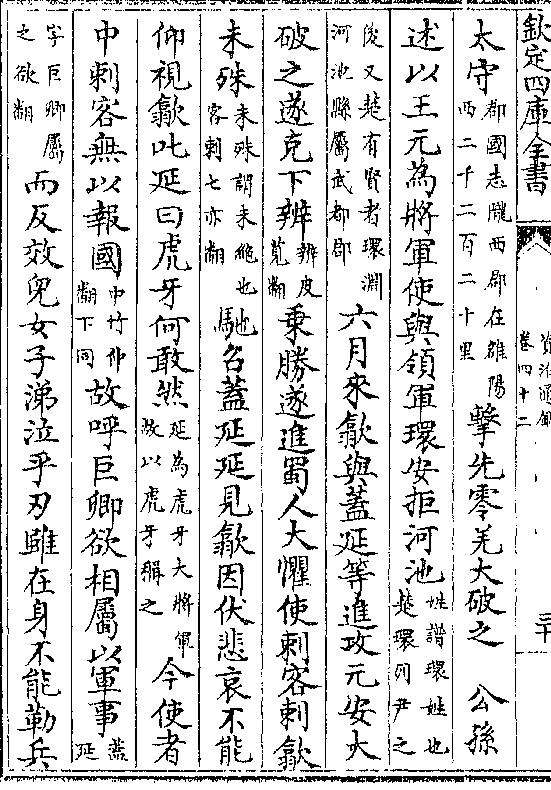 欽定四庫全書
資治通鑑
卷四十二
三十
太守郡國志隴西郡在雒陽西二千二百二十里擊先零羌大破之 公孫
述以王元為將軍使與領軍環安拒河池姓譜環姓也楚環列尹之
後又楚有賢者環淵河池縣屬武都郡六月來歙與蓋延等進攻元安大
破之遂克下辨辨皮莧翻乘勝遂進蜀人大懼使刺客刺歙
未殊未殊謂未絶也客刺七亦翻馳召蓋延延見歙因伏悲哀不能
仰視歙叱延曰虎牙何敢然延為虎牙大將軍故以虎牙稱之今使者
中刺客無以報國中竹仲翻下同故呼巨卿欲相屬以軍事蓋延
字巨卿屬之欲翻而反效兒女子涕泣乎刃雖在身不能勒兵